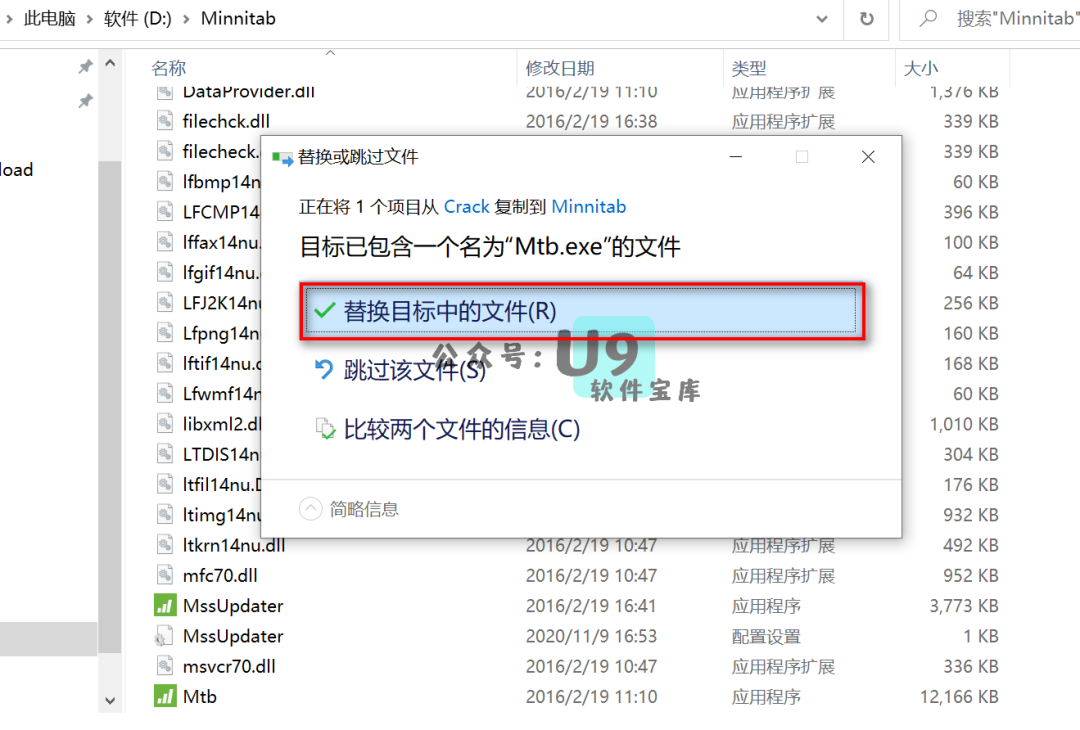 此电脑 › 软件 (D:) › Minnitab
搜索"Minnitab"
load
名称 修改日期 类型 大小
DataProvider.dll 2016/2/19 11:10 应用程序扩展 1,376 KB
filechck.dll 2016/2/19 16:38 应用程序扩展 339 KB
filecheck. 339 KB
lfbmp14n 60 KB
LFCMP14 396 KB
lffax14nu. 100 KB
lfgif14nu. 64 KB
LFJ2K14nu 256 KB
Lfpng14n 160 KB
lftif14nu.d 168 KB
Lfwmf14n 60 KB
libxml2.dl 1,010 KB
LTDIS14n 304 KB
ltfil14nu.D 176 KB
ltimg14nu 932 KB
ltkrn14nu.dll 2016/2/19 10:47 应用程序扩展 492 KB
mfc70.dll 2016/2/19 10:47 应用程序扩展 952 KB
MssUpdater 2016/2/19 16:41 应用程序 3,773 KB
MssUpdater 2020/11/9 16:53 配置设置 1 KB
msvcr70.dll 2016/2/19 10:47 应用程序扩展 336 KB
Mtb 2016/2/19 11:10 应用程序 12,166 KB
替换或跳过文件
正在将 1 个项目从 Crack 复制到 Minnitab
目标已包含一个名为“Mtb.exe”的文件
替换目标中的文件(R)
跳过该文件(S)
比较两个文件的信息(C)
简略信息
公众号：U9
软件宝库